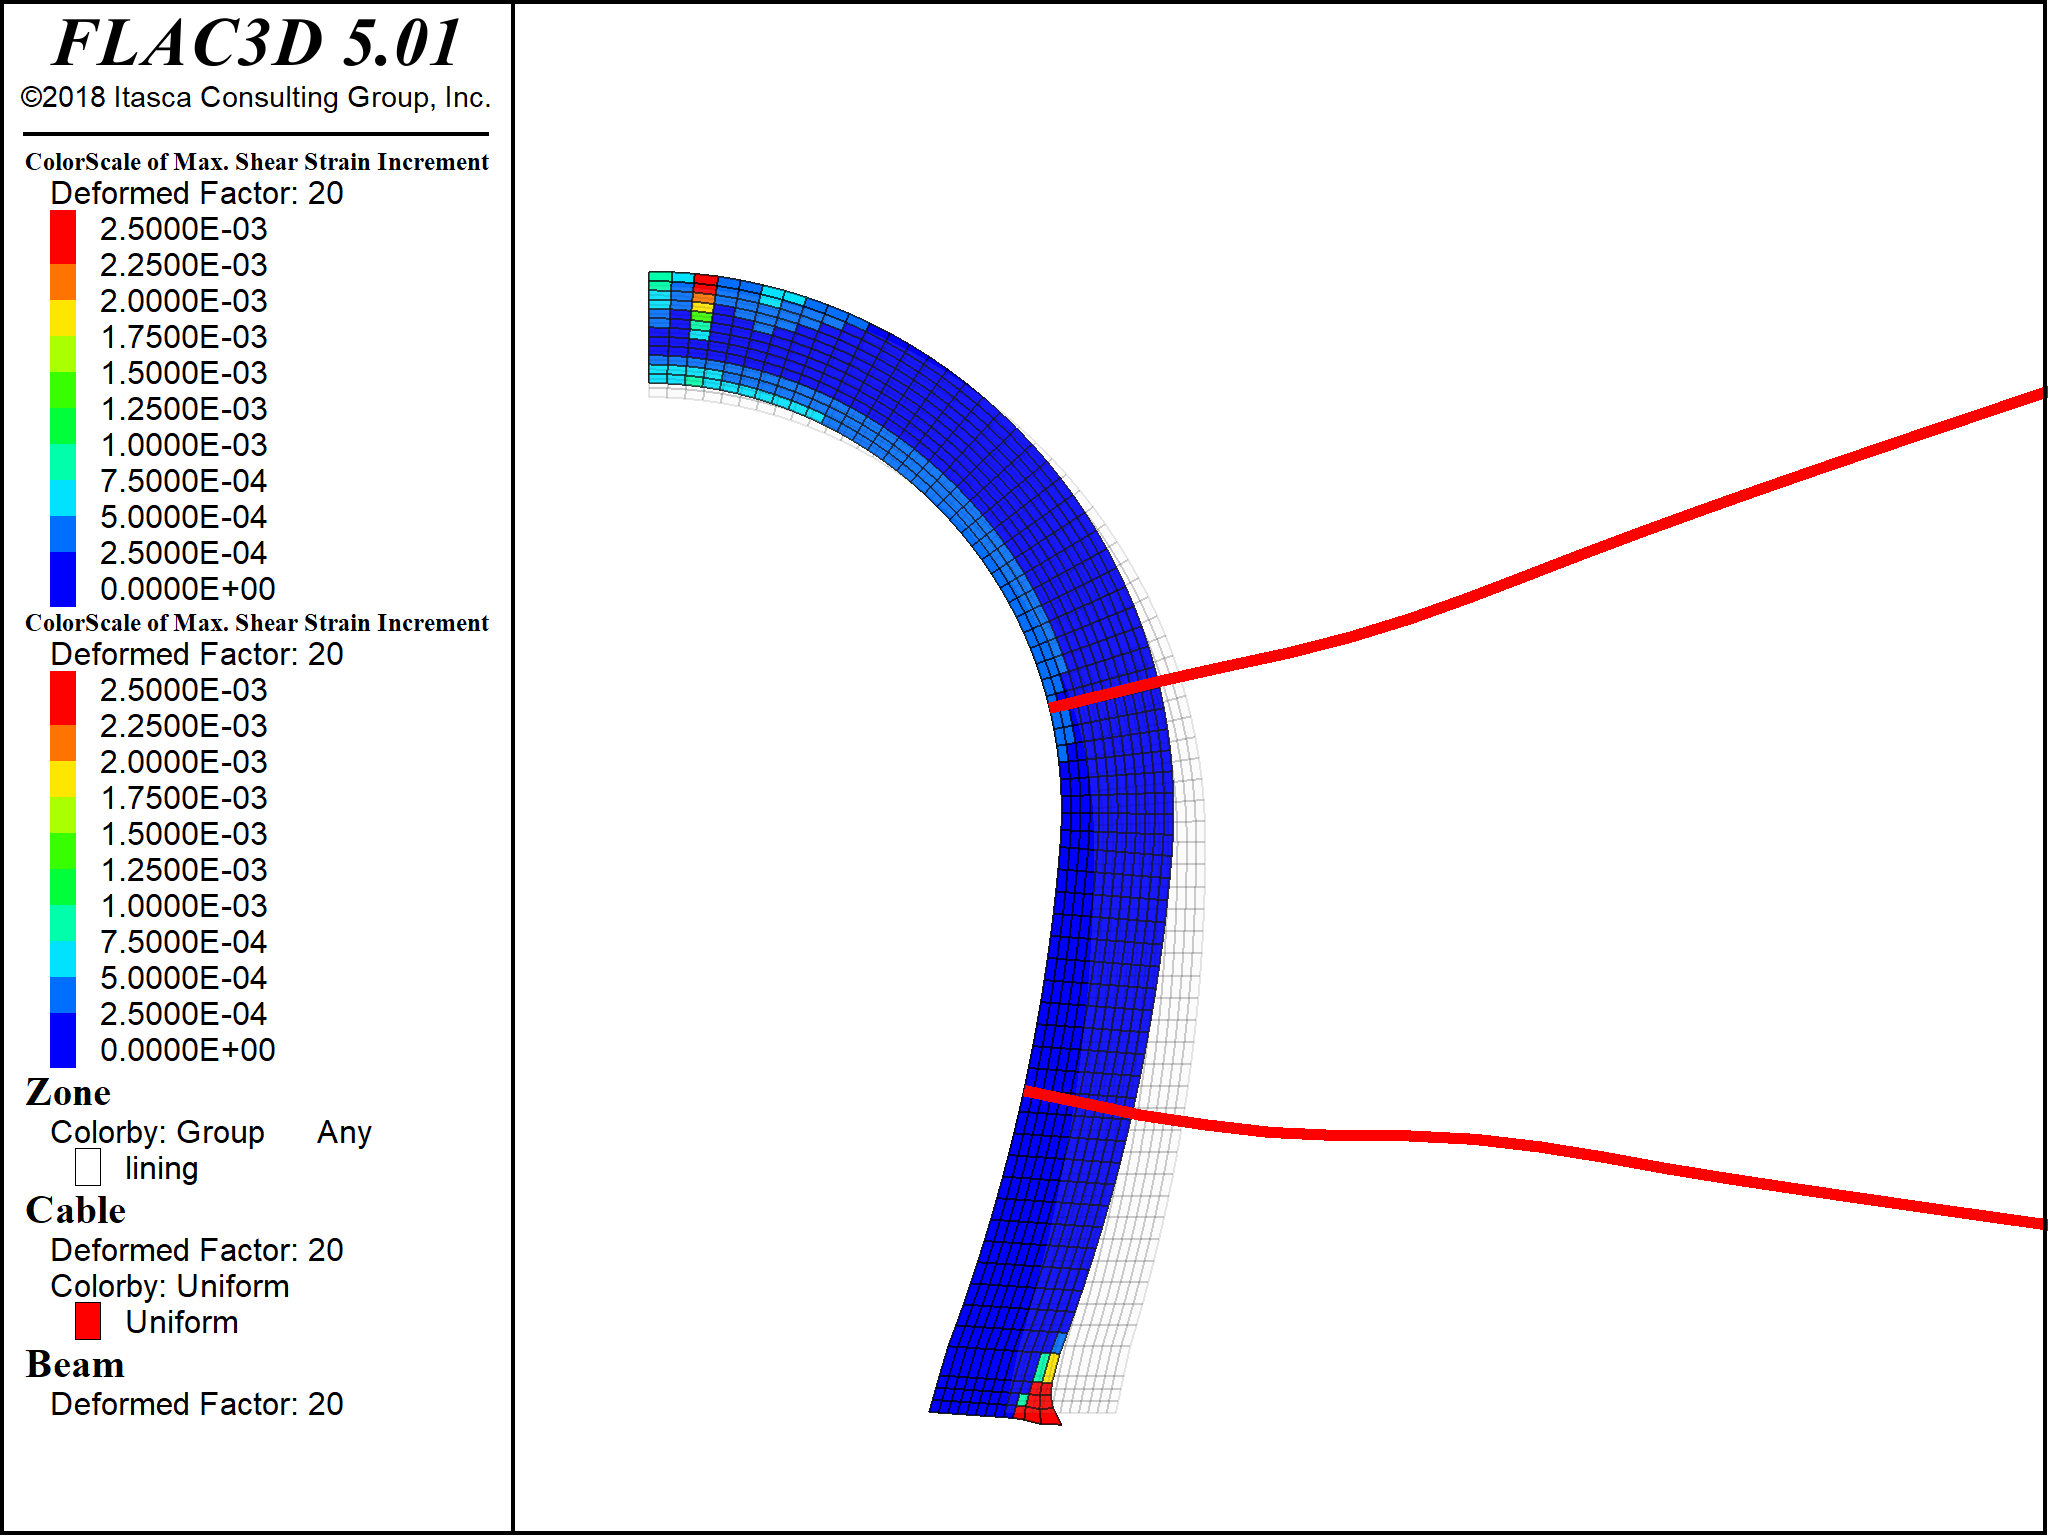 FLAC3D 5.01
©2018 Itasca Consulting Group, Inc.
ColorScale of Max. Shear Strain Increment
Deformed Factor: 20
2.5000E-03
2.2500E-03
2.0000E-03
1.7500E-03
1.5000E-03
1.2500E-03
1.0000E-03
7.5000E-04
5.0000E-04
2.5000E-04
0.0000E+00
ColorScale of Max. Shear Strain Increment
Deformed Factor: 20
2.5000E-03
2.2500E-03
2.0000E-03
1.7500E-03
1.5000E-03
1.2500E-03
1.0000E-03
7.5000E-04
5.0000E-04
2.5000E-04
0.0000E+00
Zone
Colorby: Group Any
lining
Cable
Deformed Factor: 20
Colorby: Uniform
Uniform
Beam
Deformed Factor: 20